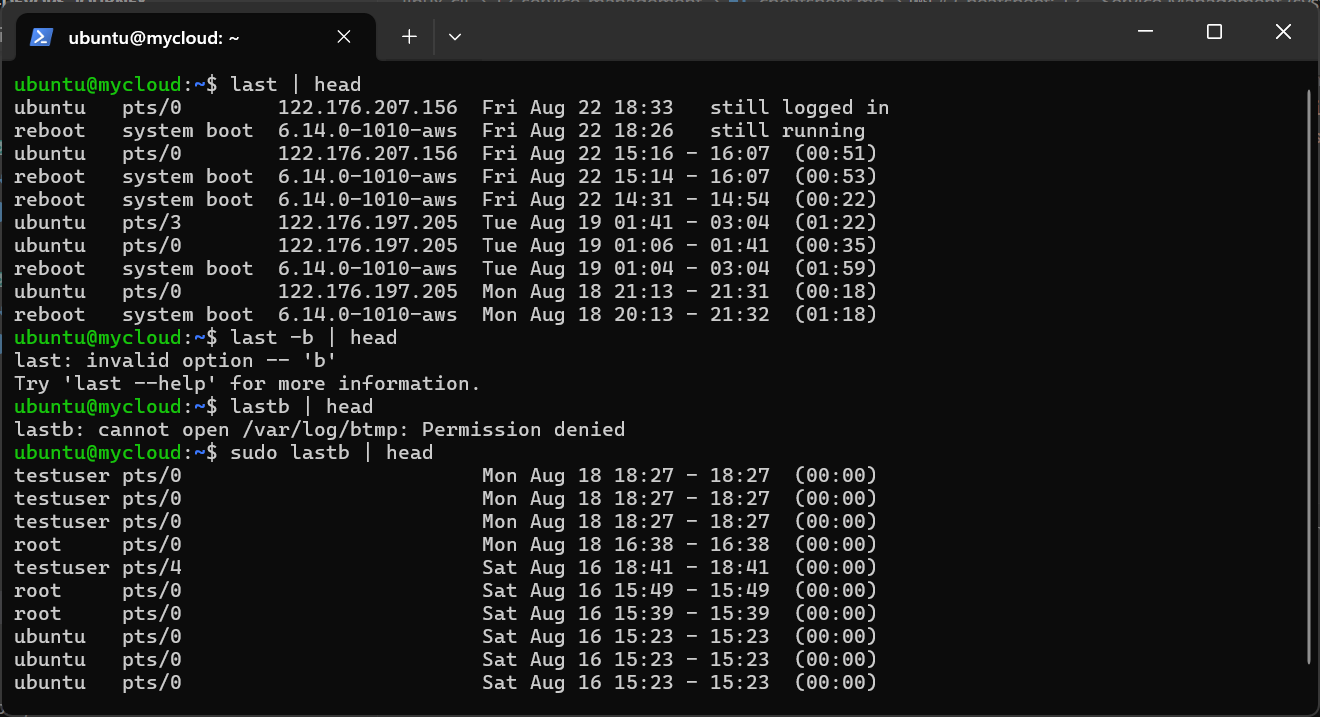 ubuntu@mycloud: ~
ubuntu@mycloud:~$ last | head
ubuntu   pts/0        122.176.207.156  Fri Aug 22 18:33   still logged in
reboot   system boot  6.14.0-1010-aws  Fri Aug 22 18:26   still running
ubuntu   pts/0        122.176.207.156  Fri Aug 22 15:16 - 16:07  (00:51)
reboot   system boot  6.14.0-1010-aws  Fri Aug 22 15:14 - 16:07  (00:53)
reboot   system boot  6.14.0-1010-aws  Fri Aug 22 14:31 - 14:54  (00:22)
ubuntu   pts/3        122.176.197.205  Tue Aug 19 01:41 - 03:04  (01:22)
ubuntu   pts/0        122.176.197.205  Tue Aug 19 01:06 - 01:41  (00:35)
reboot   system boot  6.14.0-1010-aws  Tue Aug 19 01:04 - 03:04  (01:59)
ubuntu   pts/0        122.176.197.205  Mon Aug 18 21:13 - 21:31  (00:18)
reboot   system boot  6.14.0-1010-aws  Mon Aug 18 20:13 - 21:32  (01:18)
ubuntu@mycloud:~$ last -b | head
last: invalid option -- 'b'
Try 'last --help' for more information.
ubuntu@mycloud:~$ lastb | head
lastb: cannot open /var/log/btmp: Permission denied
ubuntu@mycloud:~$ sudo lastb | head
testuser pts/0                         Mon Aug 18 18:27 - 18:27  (00:00)
testuser pts/0                         Mon Aug 18 18:27 - 18:27  (00:00)
testuser pts/0                         Mon Aug 18 18:27 - 18:27  (00:00)
root     pts/0                         Mon Aug 18 16:38 - 16:38  (00:00)
testuser pts/4                         Sat Aug 16 18:41 - 18:41  (00:00)
root     pts/0                         Sat Aug 16 15:49 - 15:49  (00:00)
root     pts/0                         Sat Aug 16 15:39 - 15:39  (00:00)
ubuntu   pts/0                         Sat Aug 16 15:23 - 15:23  (00:00)
ubuntu   pts/0                         Sat Aug 16 15:23 - 15:23  (00:00)
ubuntu   pts/0                         Sat Aug 16 15:23 - 15:23  (00:00)